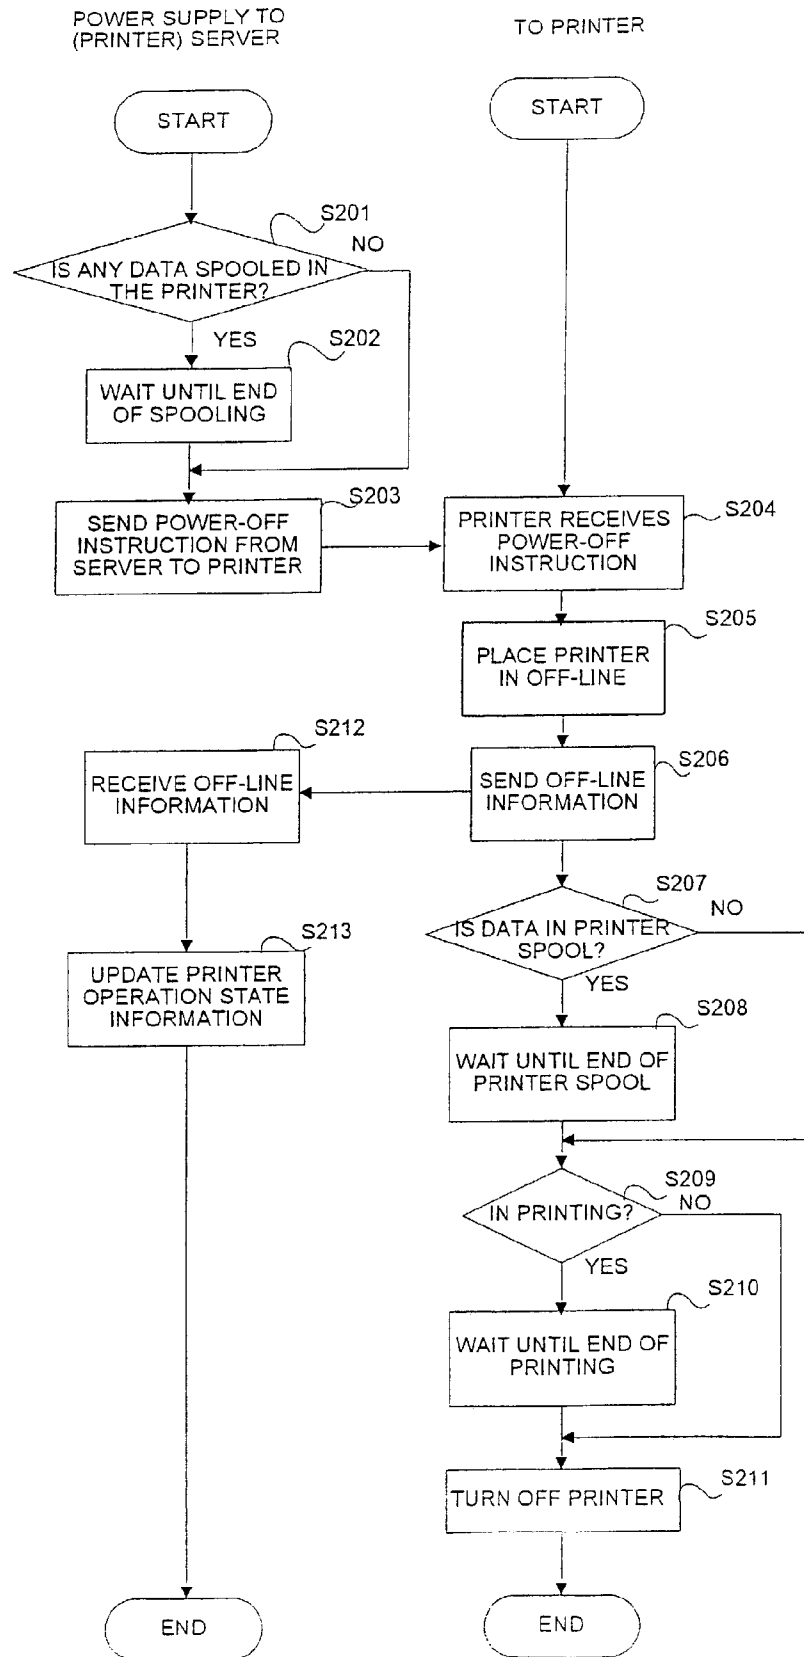 POWER SUPPLY TO
(PRINTER) SERVER
TO PRINTER
START
START
S201
NO
IS ANY DATA SPOOLED IN
THE PRINTER?
YES
S202
WAIT UNTIL END
OF SPOOLING
S203
SEND POWER-OFF
INSTRUCTION FROM
SERVER TO PRINTER
S204
PRINTER RECEIVES
POWER-OFF
INSTRUCTION
S205
PLACE PRINTER
IN OFF-LINE
S212
RECEIVE OFF-LINE
INFORMATION
S206
SEND OFF-LINE
INFORMATION
S207
NO
IS DATA IN PRINTER
SPOOL?
YES
S213
UPDATE PRINTER
OPERATION STATE
INFORMATION
S208
WAIT UNTIL END OF
PRINTER SPOOL
S209
NO
IN PRINTING?
YES
S210
WAIT UNTIL END OF
PRINTING
S211
TURN OFF PRINTER
END
END